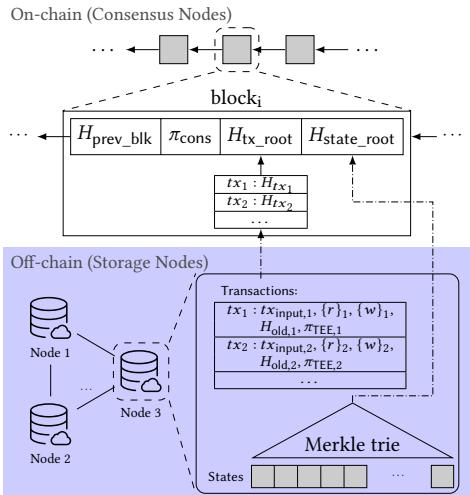 On-chain (Consensus Nodes)
... ...
block_i
... H_prev_blk π_cons H_tx_root H_state_root ...
tx_1 : H_tx_1
tx_2 : H_tx_2
...
Off-chain (Storage Nodes)
Transactions:
tx_1 : tx_input,1, {r}_1, {w}_1,
H_old,1, π_TEE,1
tx_2 : tx_input,2, {r}_2, {w}_2,
H_old,2, π_TEE,2
...
Node 1
...
Node 3
Node 2
Merkle trie
States ...